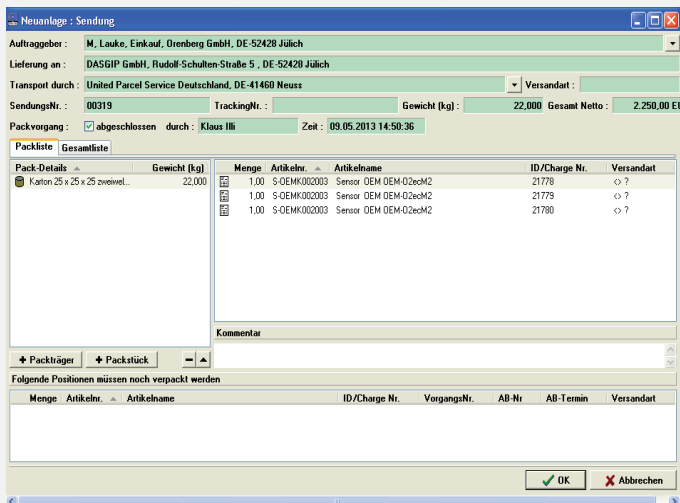 Neuanlage : Sendung
Auftraggeber : M, Lauke, Einkauf, Orenberg GmbH, DE-52428 Jülich
Lieferung an : DASGIP GmbH, Rudolf-Schulten-Straße 5 , DE-52428 Jülich
Transport durch : United Parcel Service Deutschland, DE-41460 Neuss Versandart :
SendungsNr. : 00319 TrackingNr. : Gewicht (kg) : 22,000 Gesamt Netto : 2.250,00 EU
Packvorgang : abgeschlossen durch : Klaus Illi Zeit : 09.05.2013 14:50:36
Packliste Gesamtliste
Pack-Details Gewicht (kg) Menge Artikelnr. Artikelname ID/Charge Nr. Versandart
Karton 25 x 25 x 25 zweiwel... 22,000 1,00 S-OEMK002003 Sensor OEM OEM-O2ecM2 21778 <> ?
1,00 S-OEMK002003 Sensor OEM OEM-O2ecM2 21779 <> ?
1,00 S-OEMK002003 Sensor OEM OEM-O2ecM2 21780 <> ?
Kommentar
+ Packträger + Packstück
Folgende Positionen müssen noch verpackt werden
Menge Artikelnr. Artikelname ID/Charge Nr. VorgangsNr. AB-Nr AB-Termin Versandart
OK Abbrechen